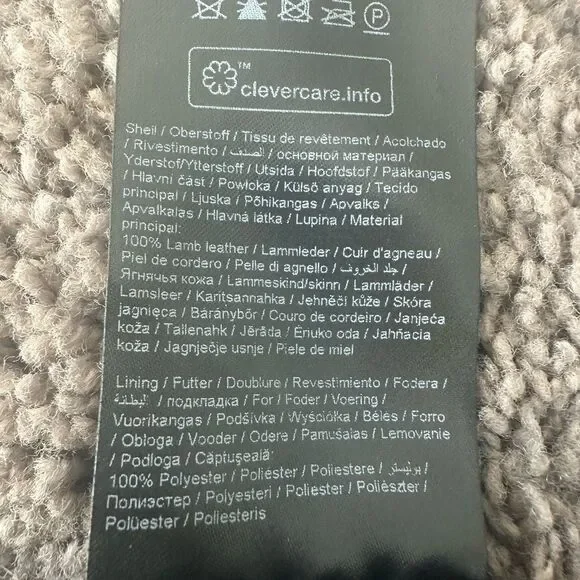 P
™
clevercare.info
Shell / Oberstoff / Tissu de revêtement / Acolchado
/ Rivestimento / الصدف / основной материал /
Yderstof/Ytterstoff / Utsida / Hoofdstof / Pääkangas
/ Hlavní část / Powłoka / Külső anyag / Tecido
principal / Ljuska / Põhikangas / Apvalks /
Apvalkalas / Hlavná látka / Lupina / Material
principal:
100% Lamb leather / Lammleder / Cuir d'agneau /
Piel de cordero / Pelle di agnello / جلد الخروف /
Ягнячья кожа / Lammeskind/skinn / Lammläder /
Lamsleer / Karitsannahka / Jehněčí kůže / Skóra
jagnięca / Báránybőr / Couro de cordeiro / Janjeća
koža / Tallenahk / Jērāda / Ėriuko oda / Jahňacia
koža / Jagnječje usnje / Piele de miel
Lining / Futter / Doublure / Revestimiento / Fodera /
البطانة / подкладка / For / Foder / Voering /
Vuorikangas / Podšívka / Wyściółka / Bélés / Forro
/ Obloga / Vooder / Odere / Pamušalas / Lemovanie
/ Podloga / Căptușeală:
100% Polyester / Poliéster / Poliestere / بوليستر /
Полиэстер / Polyesteri / Poliester / Poliészter /
Polüester / Poliesteris